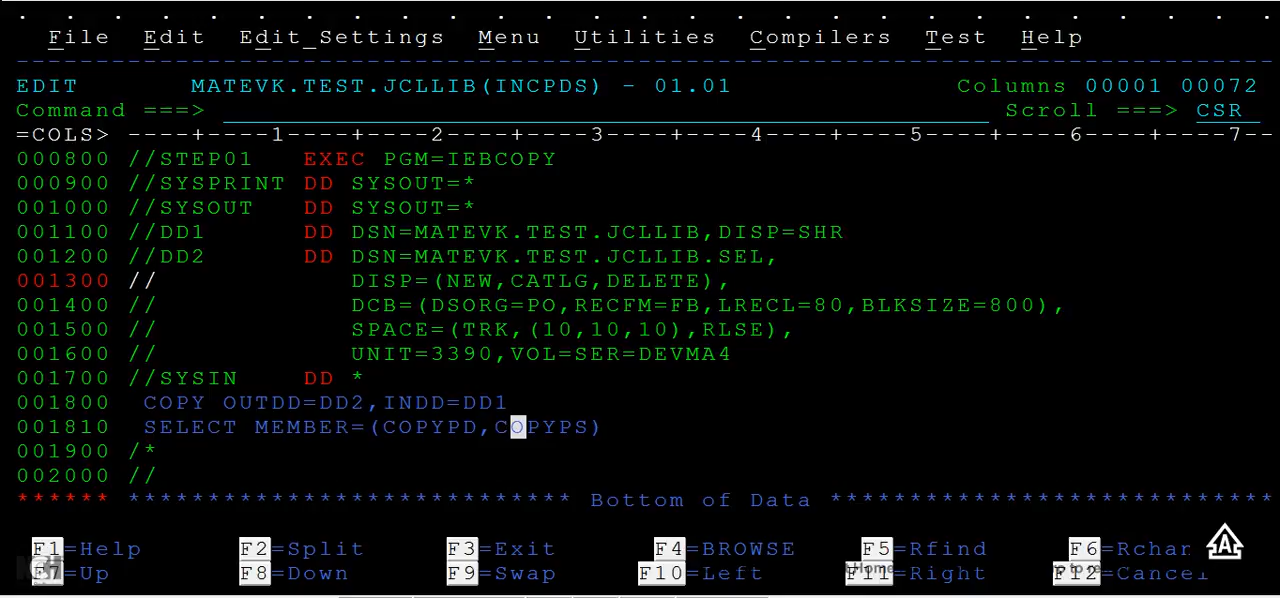 File Edit Edit_Settings Menu Utilities Compilers Test Help
EDIT MATEVK.TEST.JCLLIB(INCPDS) - 01.01 Columns 00001 00072
Command ===> Scroll ===> CSR
=COLS> ----+----1----+----2----+----3----+----4----+----5----+----6----+----7--
000800 //STEP01 EXEC PGM=IEBCOPY
000900 //SYSPRINT DD SYSOUT=*
001000 //SYSOUT DD SYSOUT=*
001100 //DD1 DD DSN=MATEVK.TEST.JCLLIB,DISP=SHR
001200 //DD2 DD DSN=MATEVK.TEST.JCLLIB.SEL,
001300 // DISP=(NEW,CATLG,DELETE),
001400 // DCB=(DSORG=PO,RECFM=FB,LRECL=80,BLKSIZE=800),
001500 // SPACE=(TRK,(10,10,10),RLSE),
001600 // UNIT=3390,VOL=SER=DEVMA4
001700 //SYSIN DD *
001800 COPY OUTDD=DD2,INDD=DD1
001810 SELECT MEMBER=(COPYPD,COPYPS)
001900 /*
002000 //
****** **************************** Bottom of Data ****************************
F1=Help F2=Split F3=Exit F4=BROWSE F5=Rfind F6=Rchan
F7=Up F8=Down F9=Swap F10=Left F11=Right F12=Cancel